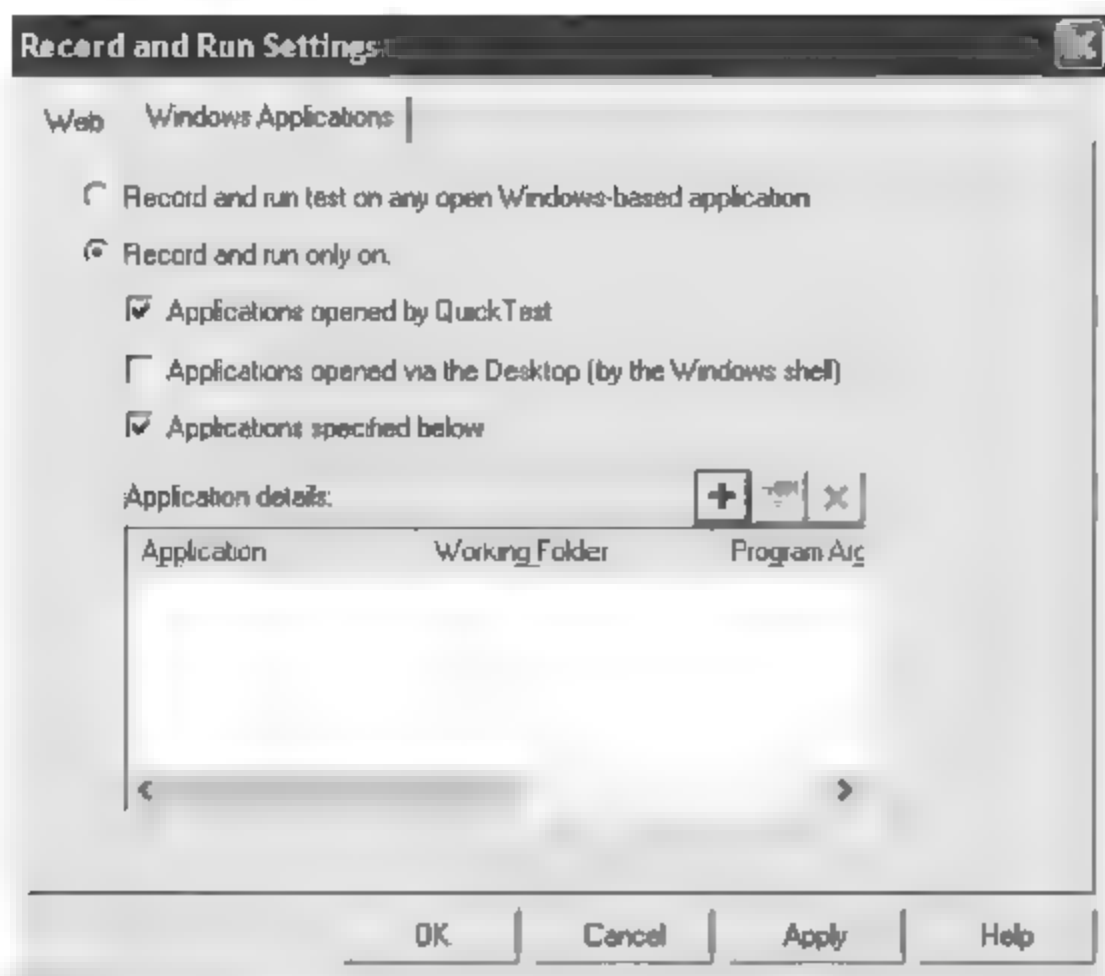 Record and Run Settings
Web Windows Applications
Record and run test on any open Windows-based application
Record and run only on:
Applications opened by QuickTest
Applications opened via the Desktop (by the Windows shell)
Applications specified below
Application details:
Application Working Folder Program Arg
OK Cancel Apply Help